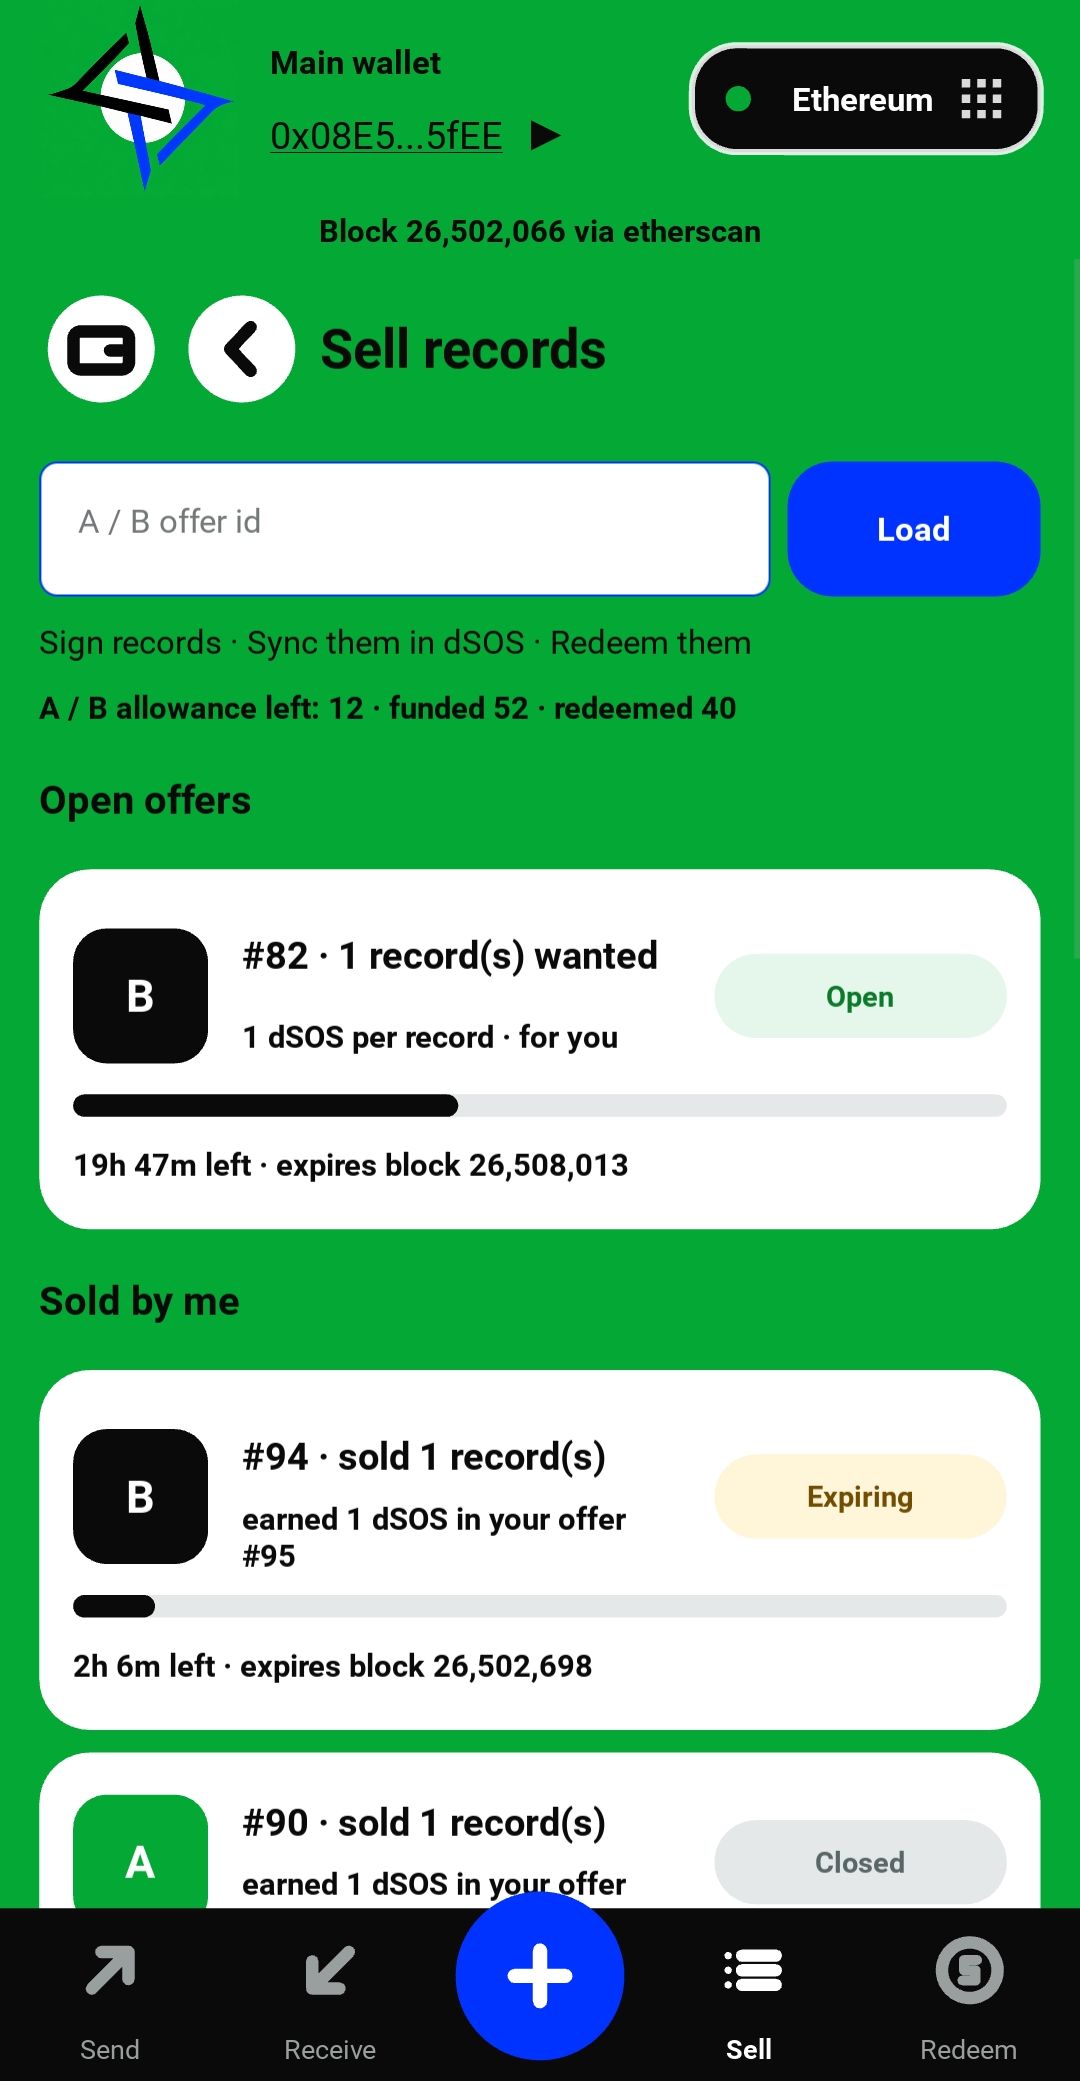 Main wallet
0x08E5...5fEE
Ethereum
Block 26,502,066 via etherscan
Sell records
A / B offer id
Load
Sign records · Sync them in dSOS · Redeem them
A / B allowance left: 12 · funded 52 · redeemed 40
Open offers
B
#82 · 1 record(s) wanted
1 dSOS per record · for you
Open
19h 47m left · expires block 26,508,013
Sold by me
B
#94 · sold 1 record(s)
earned 1 dSOS in your offer
#95
Expiring
2h 6m left · expires block 26,502,698
A
#90 · sold 1 record(s)
earned 1 dSOS in your offer
Closed
Send
Receive
Sell
Redeem